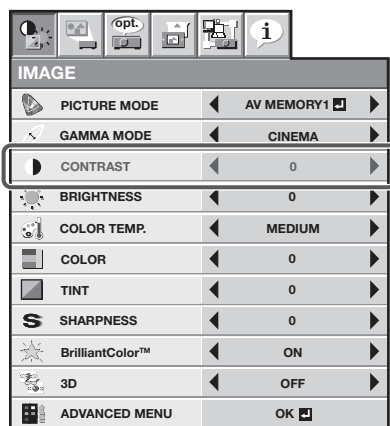 opt.
i
IMAGE
PICTURE MODE AV MEMORY1
GAMMA MODE CINEMA
CONTRAST 0
BRIGHTNESS 0
COLOR TEMP. MEDIUM
COLOR 0
TINT 0
S SHARPNESS 0
BrilliantColor™ ON
3D OFF
ADVANCED MENU OK